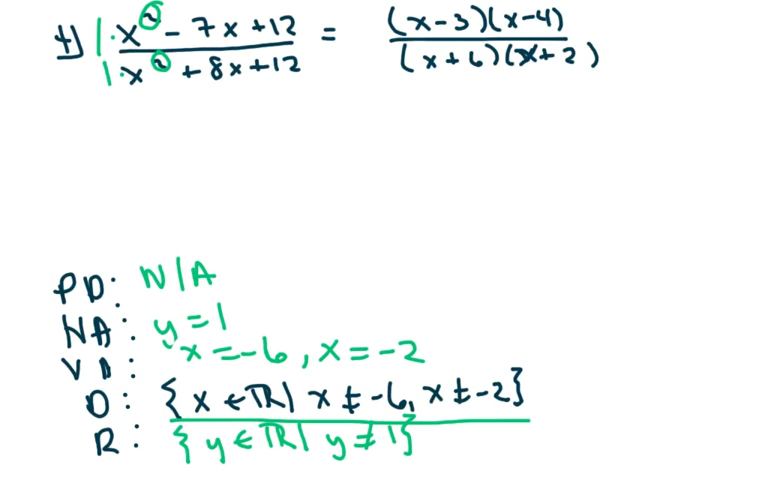 4) 1·x² - 7x + 12 / 1·x² + 8x + 12 = (x-3)(x-4) / (x+6)(x+2)
PD: N/A
HA: y = 1
VA: x = -6, x = -2
D: {x ∈ ℝ | x ≠ -6, x ≠ -2}
R: {y ∈ ℝ | y ≠ 1}